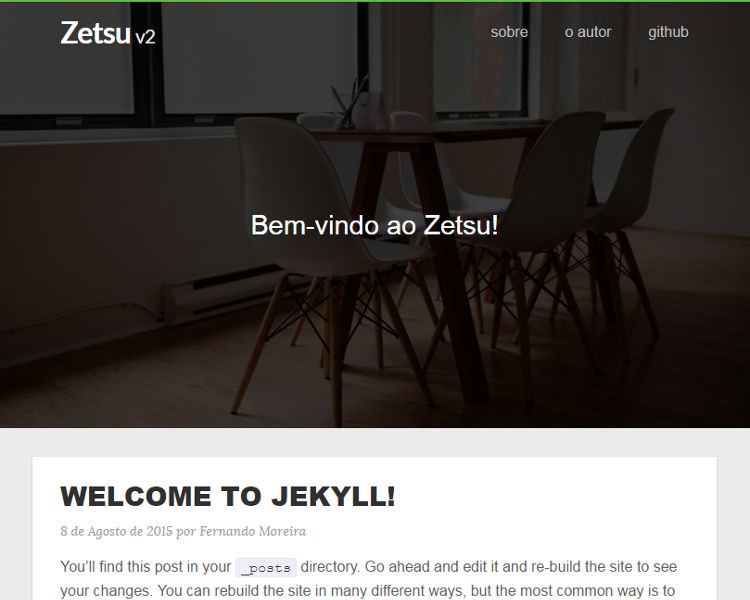 Zetsu v2
sobre o autor github
Bem-vindo ao Zetsu!
WELCOME TO JEKYLL!
8 de Agosto de 2015 por Fernando Moreira
You’ll find this post in your _posts directory. Go ahead and edit it and re-build the site to see
your changes. You can rebuild the site in many different ways, but the most common way is to